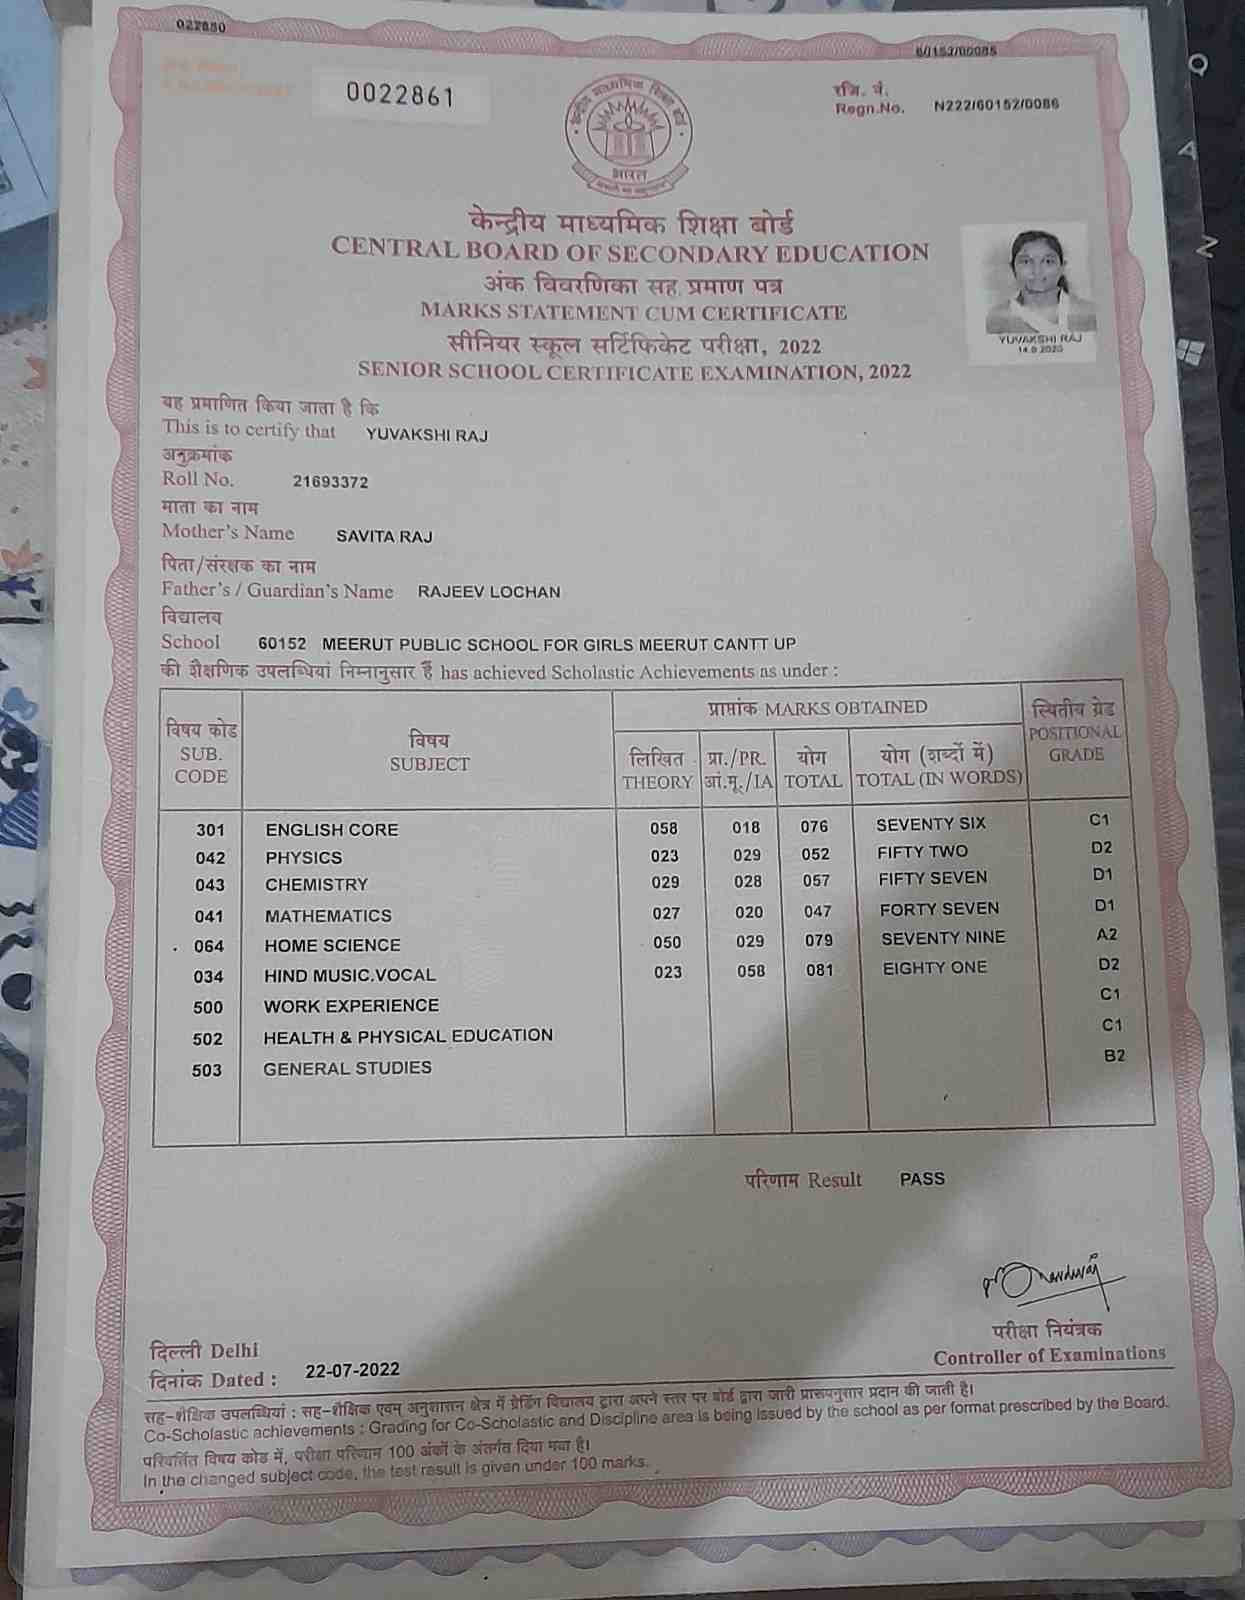 022850
60152/0085
0022861
रजि. नं.
Regn.No. N222/60152/0086
भारत
केन्द्रीय माध्यमिक शिक्षा बोर्ड
CENTRAL BOARD OF SECONDARY EDUCATION
अंक विवरणिका सह प्रमाण पत्र
MARKS STATEMENT CUM CERTIFICATE
सीनियर स्कूल सर्टिफिकेट परीक्षा, 2022
SENIOR SCHOOL CERTIFICATE EXAMINATION, 2022
YUVAKSHI RAJ
14.9.2020
यह प्रमाणित किया जाता है कि
This is to certify that YUVAKSHI RAJ
अनुक्रमांक
Roll No. 21693372
माता का नाम
Mother's Name SAVITA RAJ
पिता/संरक्षक का नाम
Father's / Guardian's Name RAJEEV LOCHAN
विद्यालय
School 60152 MEERUT PUBLIC SCHOOL FOR GIRLS MEERUT CANTT UP
की शैक्षणिक उपलब्धियां निम्नानुसार हैं has achieved Scholastic Achievements as under :
विषय कोड SUB. CODE
विषय SUBJECT
प्राप्तांक MARKS OBTAINED
लिखित THEORY
प्रा./PR. आं.मू./IA
योग TOTAL
योग (शब्दों में) TOTAL (IN WORDS)
स्थितीय ग्रेड POSITIONAL GRADE
301 ENGLISH CORE 058 018 076 SEVENTY SIX C1
042 PHYSICS 023 029 052 FIFTY TWO D2
043 CHEMISTRY 029 028 057 FIFTY SEVEN D1
041 MATHEMATICS 027 020 047 FORTY SEVEN D1
064 HOME SCIENCE 050 029 079 SEVENTY NINE A2
034 HIND MUSIC.VOCAL 023 058 081 EIGHTY ONE D2
500 WORK EXPERIENCE C1
502 HEALTH & PHYSICAL EDUCATION C1
503 GENERAL STUDIES B2
परिणाम Result PASS
परीक्षा नियंत्रक
Controller of Examinations
दिल्ली Delhi
दिनांक Dated : 22-07-2022
सह-शैक्षिक उपलब्धियां : सह-शैक्षिक एवम् अनुशासन क्षेत्र में ग्रेडिंग विद्यालय द्वारा अपने स्तर पर बोर्ड द्वारा जारी प्रारूपनुसार प्रदान की जाती है।
Co-Scholastic achievements : Grading for Co-Scholastic and Discipline area is being issued by the school as per format prescribed by the Board.
परिवर्तित विषय कोड में, परीक्षा परिणाम 100 अंकों के अंतर्गत दिया गया है।
In the changed subject code, the test result is given under 100 marks.